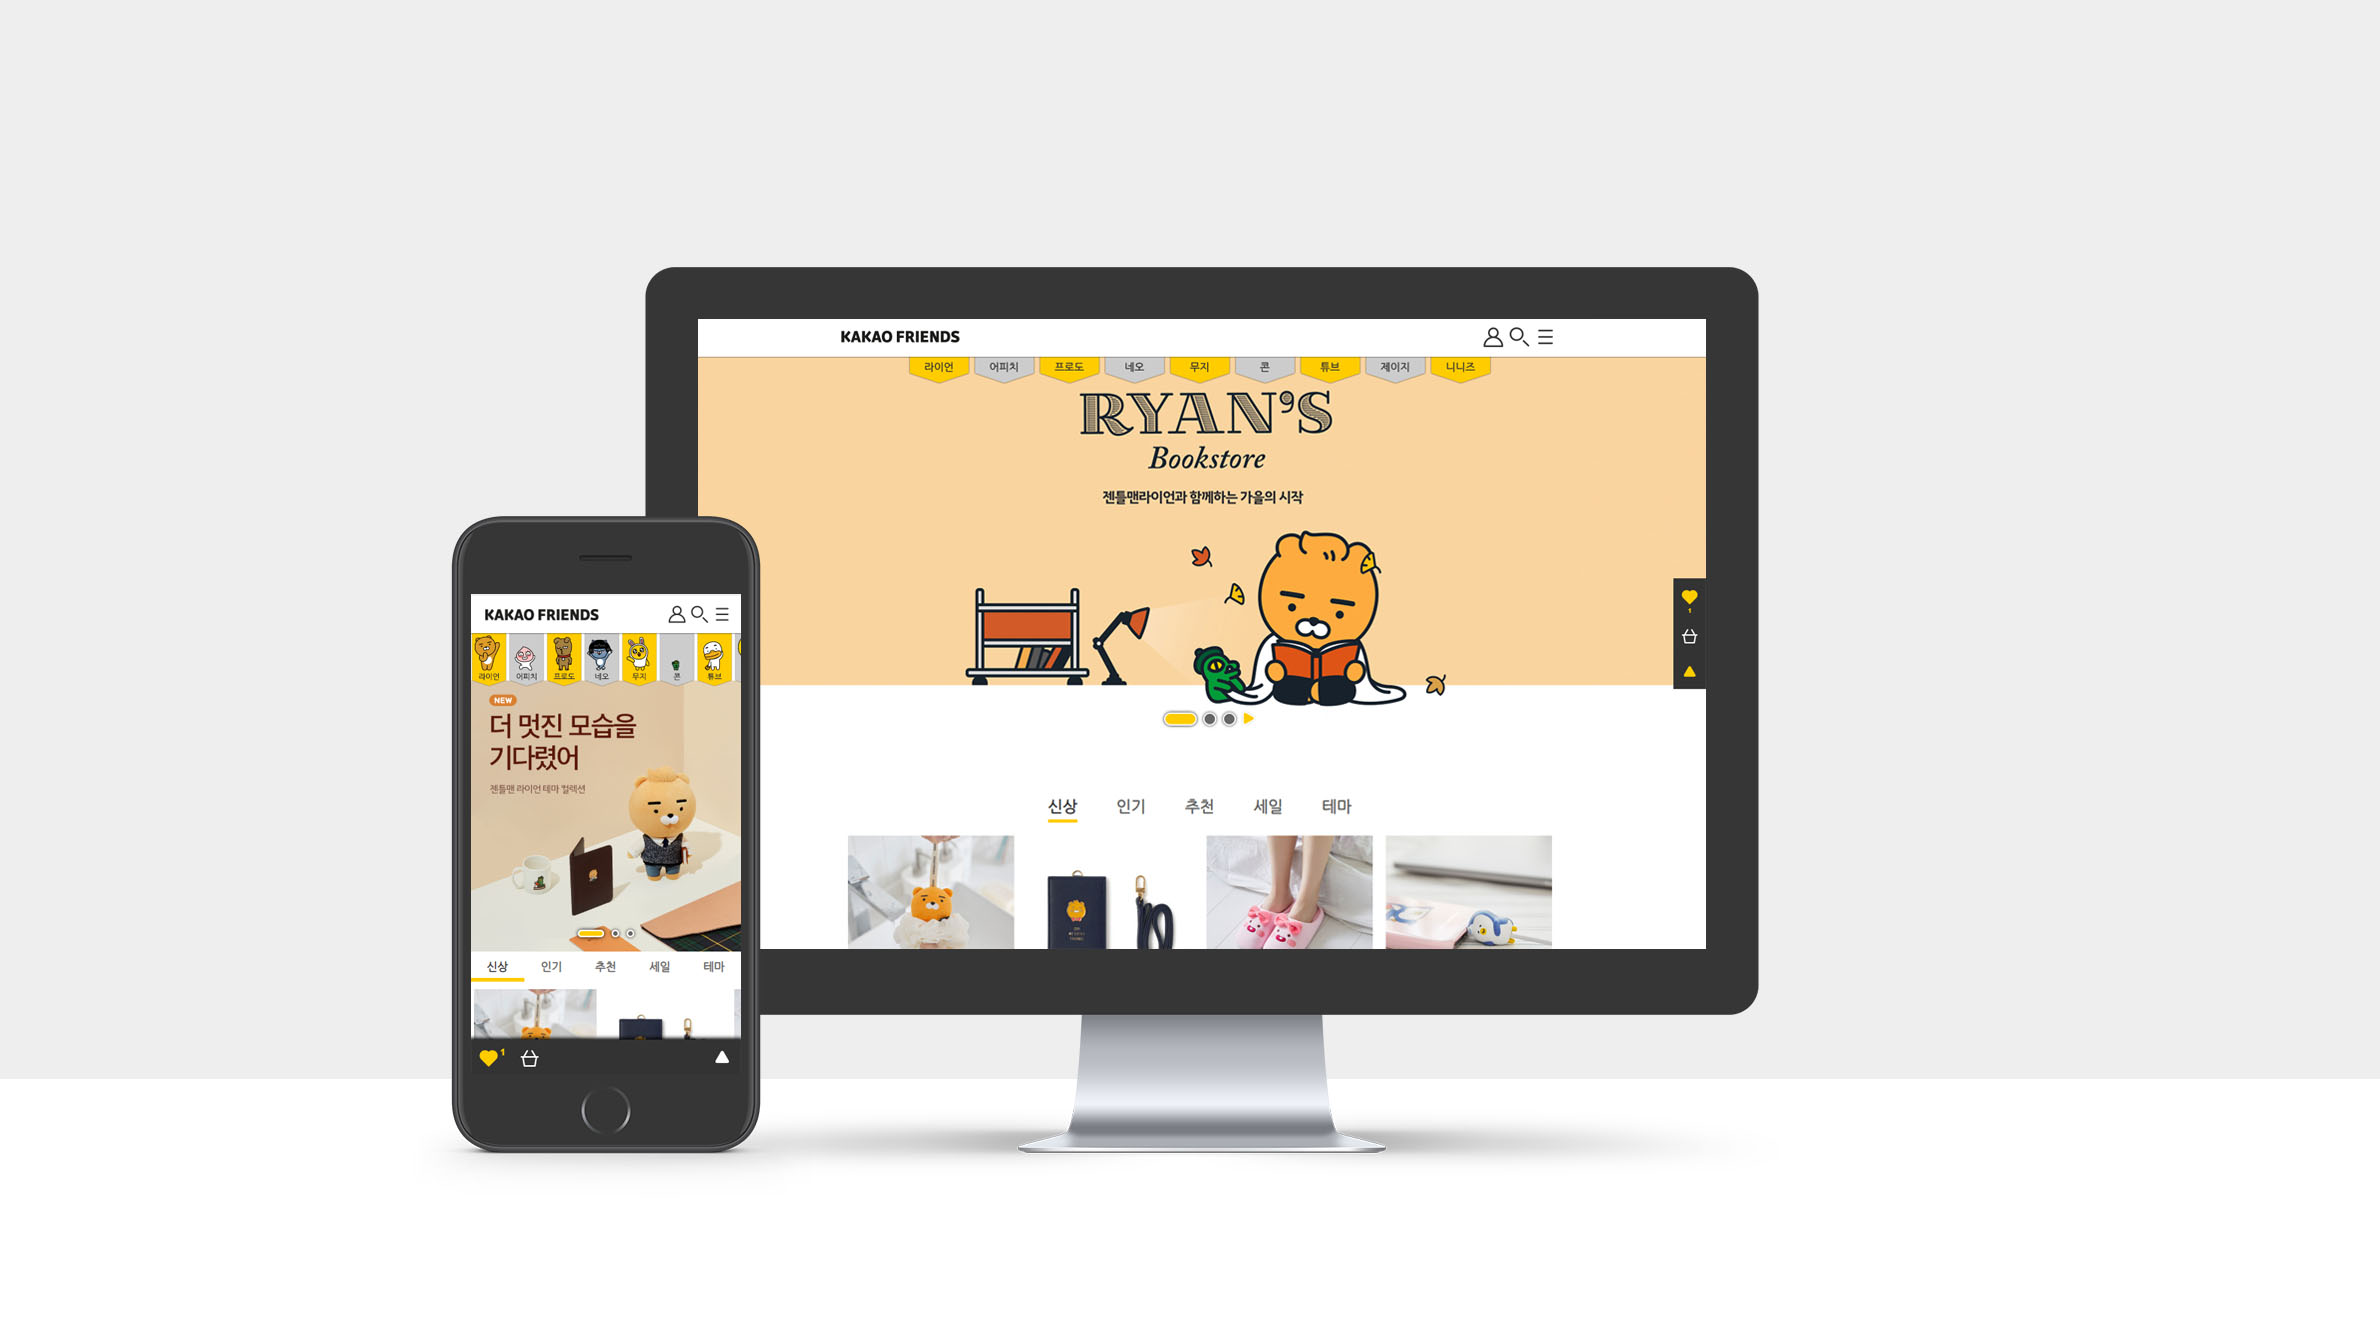 KAKAO FRIENDS
라이언 어피치 프로도 네오 무지 콘 튜브 제이지 니니즈
RYAN'S
Bookstore
젠틀맨라이언과 함께하는 가을의 시작
1
신상 인기 추천 세일 테마
KAKAO FRIENDS
라이언 어피치 프로도 네오 무지 콘 튜브
NEW
더 멋진 모습을
기다렸어
젠틀맨 라이언 테마 컬렉션
신상 인기 추천 세일 테마
1